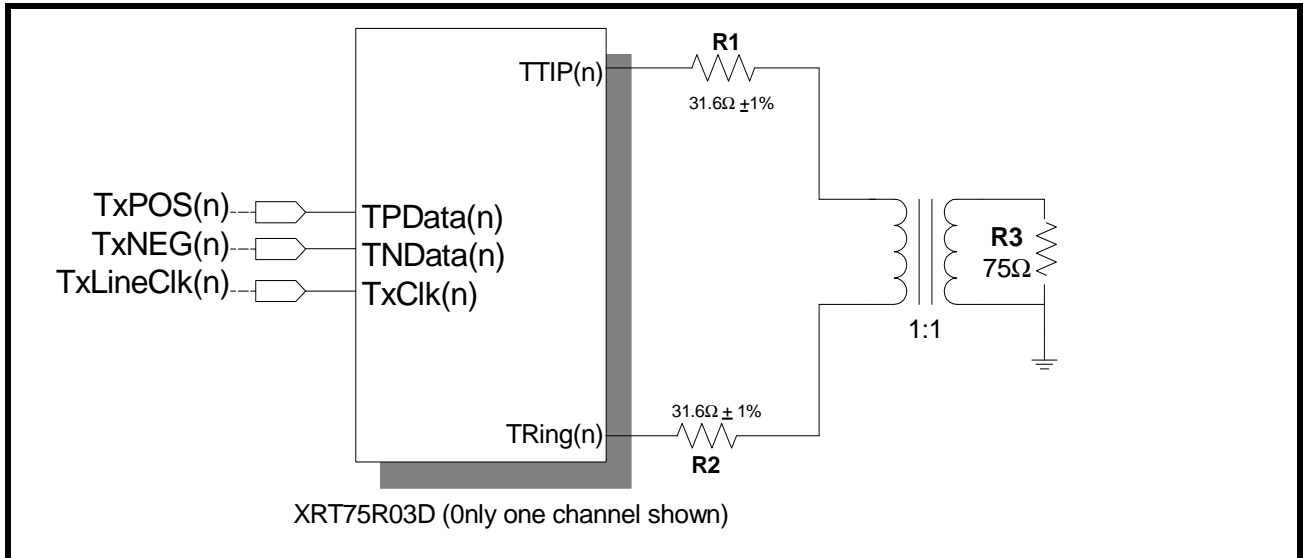 R1
TTIP(n)
31.6Ω ±1%
TxPOS(n)
TPData(n)
TxNEG(n)
TNData(n)
TxLineClk(n)
TxClk(n)
R3
75Ω
1:1
31.6Ω ± 1%
TRing(n)
R2
XRT75R03D (0nly one channel shown)